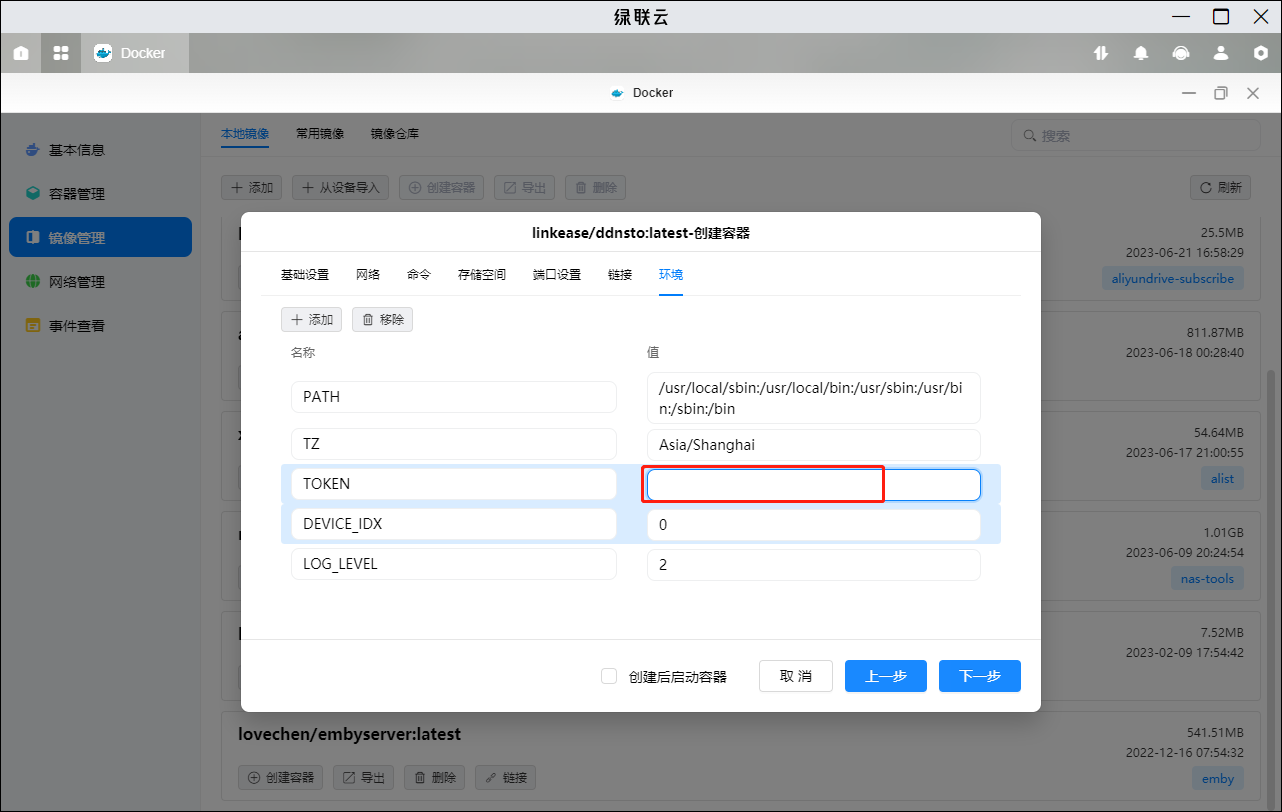 绿联云
Docker
Docker
基本信息
容器管理
镜像管理
网络管理
事件查看
本地镜像
常用镜像
镜像仓库
搜索
添加
从设备导入
创建容器
导出
删除
刷新
25.5MB
2023-06-21 16:58:29
aliyundrive-subscribe
811.87MB
2023-06-18 00:28:40
54.64MB
2023-06-17 21:00:55
alist
1.01GB
2023-06-09 20:24:54
nas-tools
7.52MB
2023-02-09 17:54:42
linkease/ddnsto:latest-创建容器
基础设置
网络
命令
存储空间
端口设置
链接
环境
添加
移除
名称
值
PATH
/usr/local/sbin:/usr/local/bin:/usr/sbin:/usr/bi
n:/sbin:/bin
TZ
Asia/Shanghai
TOKEN
DEVICE_IDX
0
LOG_LEVEL
2
创建后启动容器
取 消
上一步
下一步
lovechen/embyserver:latest
541.51MB
2022-12-16 07:54:32
创建容器
导出
删除
链接
emby